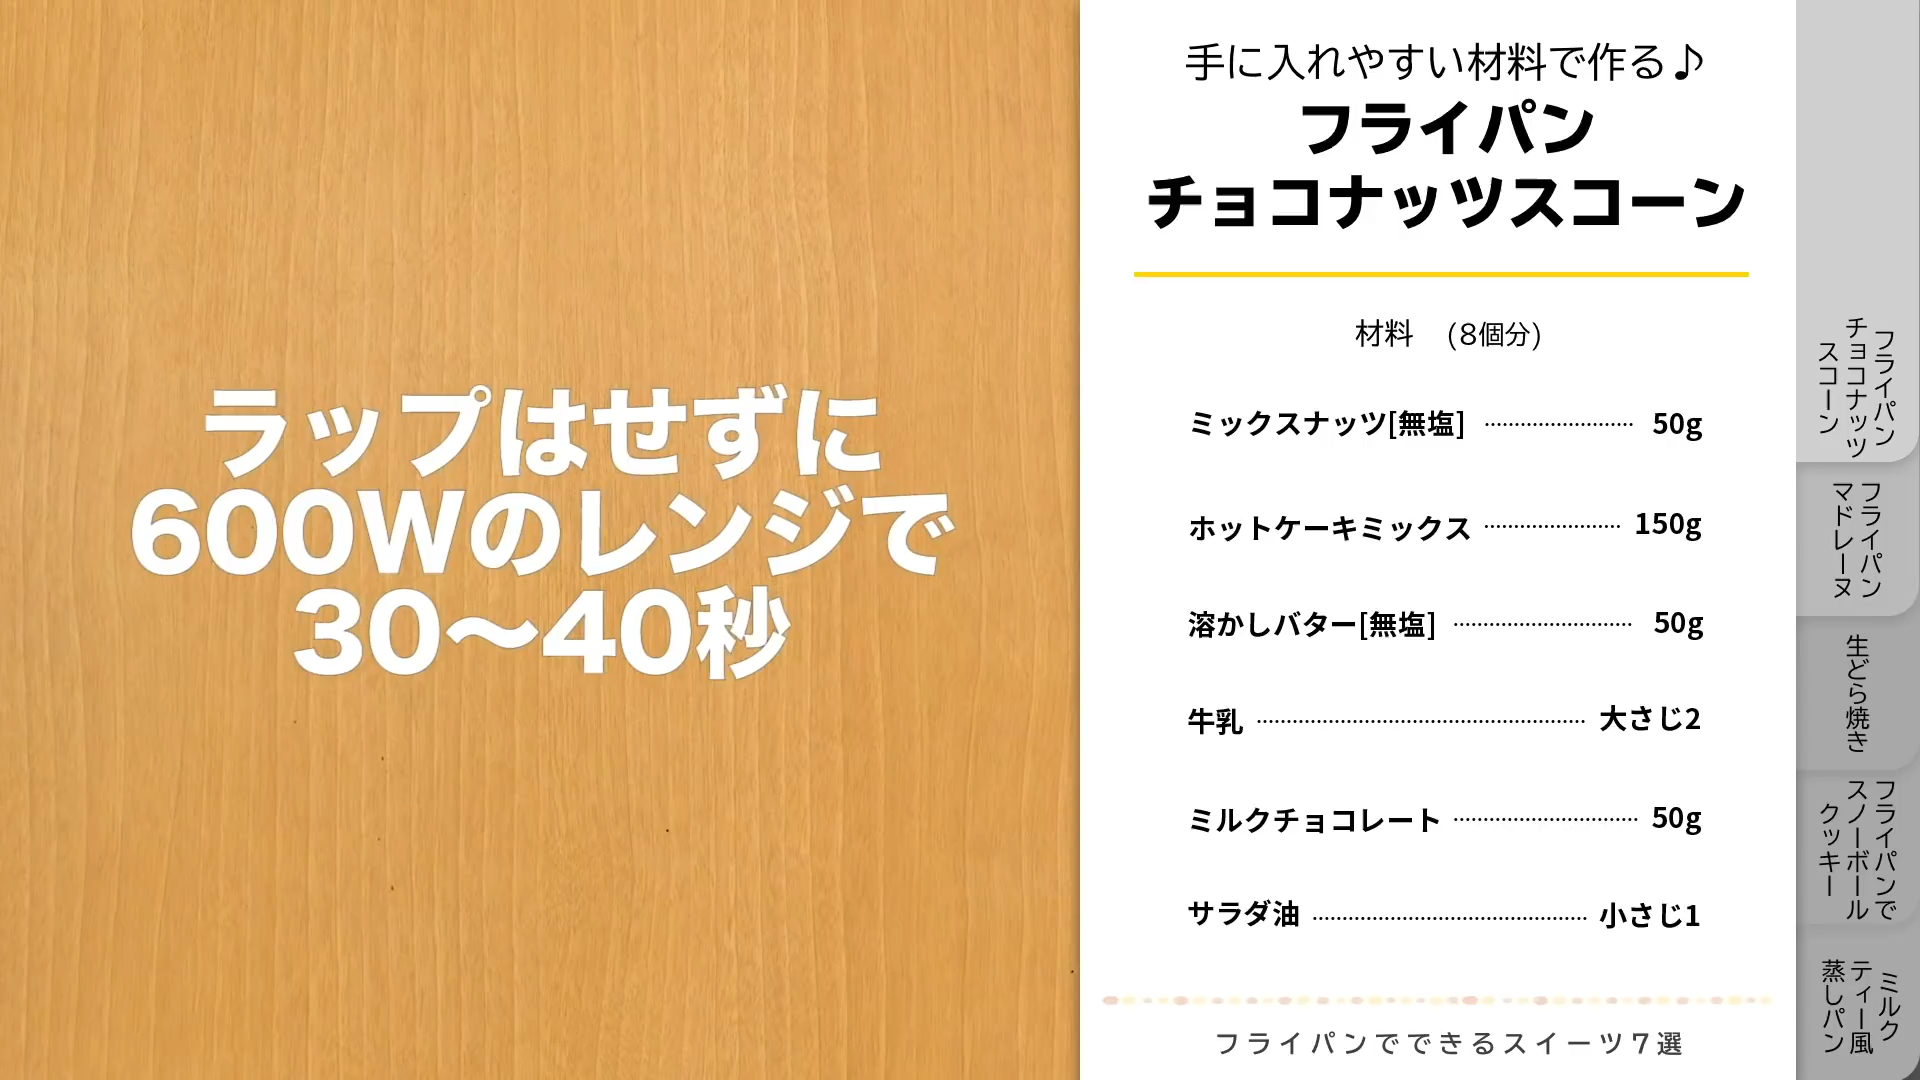 ラップはせずに
600Wのレンジで
30〜40秒
手に入れやすい材料で作る♪
フライパン
チョコナッツスコーン
材料 (8個分)
ミックスナッツ[無塩] 50g
ホットケーキミックス 150g
溶かしバター[無塩] 50g
牛乳 大さじ2
ミルクチョコレート 50g
サラダ油 小さじ1
フライパンでできるスイーツ7選
フライパン
チョコナッツ
スコーン
フライパン
マドレーヌ
生どら焼き
フライパンで
スノーボール
クッキー
ミルク
ティー風
蒸しパン